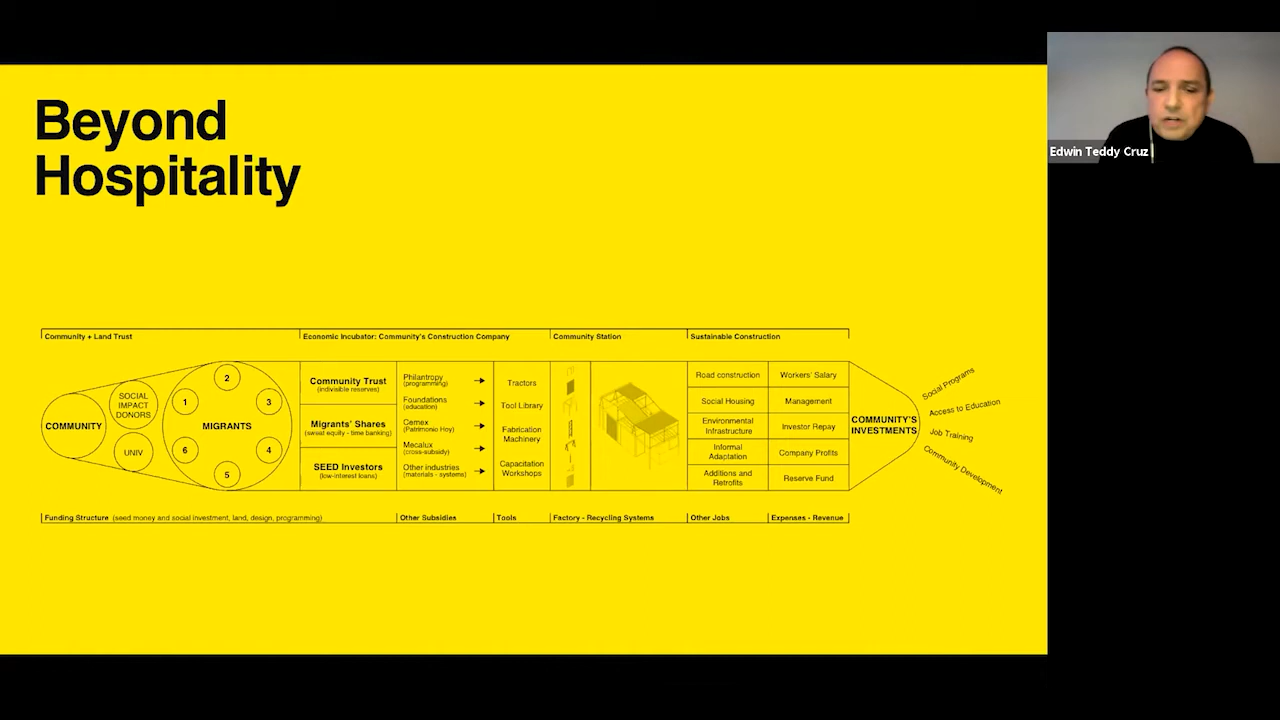 Beyond
Hospitality
Edwin Teddy Cruz
Community + Land Trust
Economic Incubator: Community's Construction Company
Community Station
Sustainable Construction
COMMUNITY
SOCIAL
IMPACT
DONORS
UNIV
1
2
3
4
5
6
MIGRANTS
Community Trust
(indivisible reserves)
Migrants' Shares
(sweat equity - time banking)
SEED Investors
(low-interest loans)
Philantropy
(programming)
Foundations
(education)
Cemex
(Patrimonio Hoy)
Mecalux
(cross-subsidy)
Other industries
(materials - systems)
Tractors
Tool Library
Fabrication
Machinery
Capacitation
Workshops
Road construction
Social Housing
Environmental
Infrastructure
Informal
Adaptation
Additions and
Retrofits
Workers' Salary
Management
Investor Repay
Company Profits
Reserve Fund
COMMUNITY'S
INVESTMENTS
Social Programs
Access to Education
Job Training
Community Development
Funding Structure (seed money and social investment, land, design, programming)
Other Subsidies
Tools
Factory - Recycling Systems
Other Jobs
Expenses - Revenue